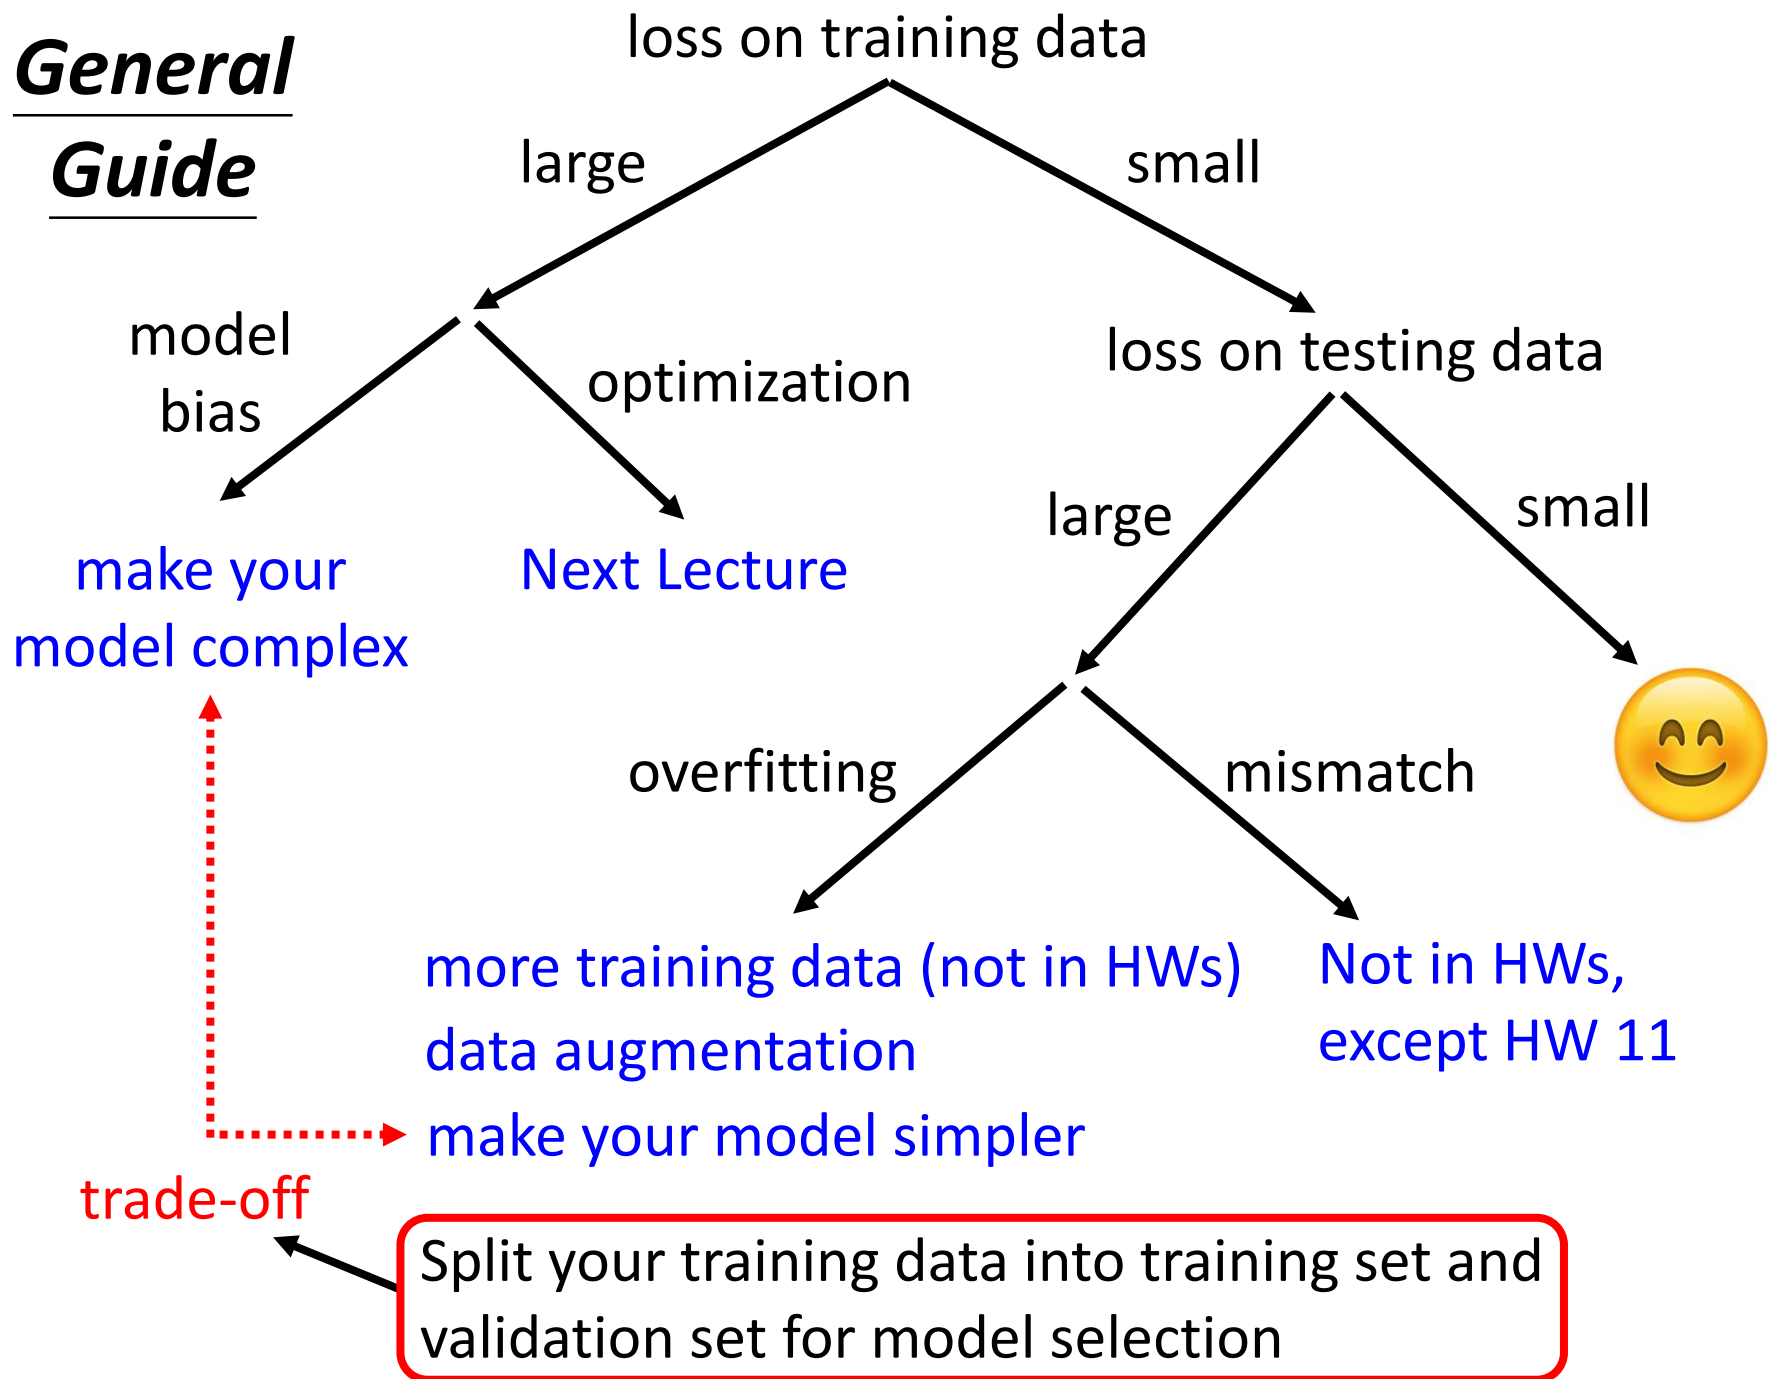 General
Guide
loss on training data
large
small
model
bias
optimization
loss on testing data
make your
model complex
Next Lecture
large
small
overfitting
mismatch
more training data (not in HWs)
data augmentation
make your model simpler
Not in HWs,
except HW 11
trade-off
Split your training data into training set and
validation set for model selection